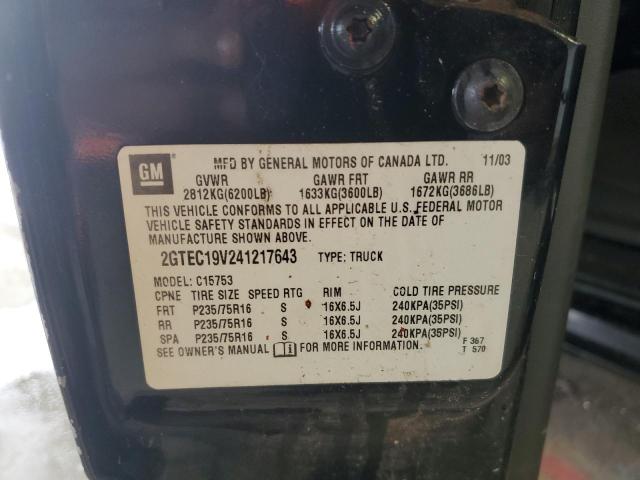 GM MFD BY GENERAL MOTORS OF CANADA LTD. 11/03
GVWR GAWR FRT GAWR RR
2812KG(6200LB) 1633KG(3600LB) 1672KG(3686LB)
THIS VEHICLE CONFORMS TO ALL APPLICABLE U.S. FEDERAL MOTOR
VEHICLE SAFETY STANDARDS IN EFFECT ON THE DATE OF
MANUFACTURE SHOWN ABOVE.
2GTEC19V241217643 TYPE: TRUCK
MODEL: C15753
CPNE TIRE SIZE SPEED RTG RIM COLD TIRE PRESSURE
FRT P235/75R16 S 16X6.5J 240KPA(35PSI)
RR P235/75R16 S 16X6.5J 240KPA(35PSI)
SPA P235/75R16 S 16X6.5J 240KPA(35PSI)
SEE OWNER'S MANUAL FOR MORE INFORMATION. F 367
T 570